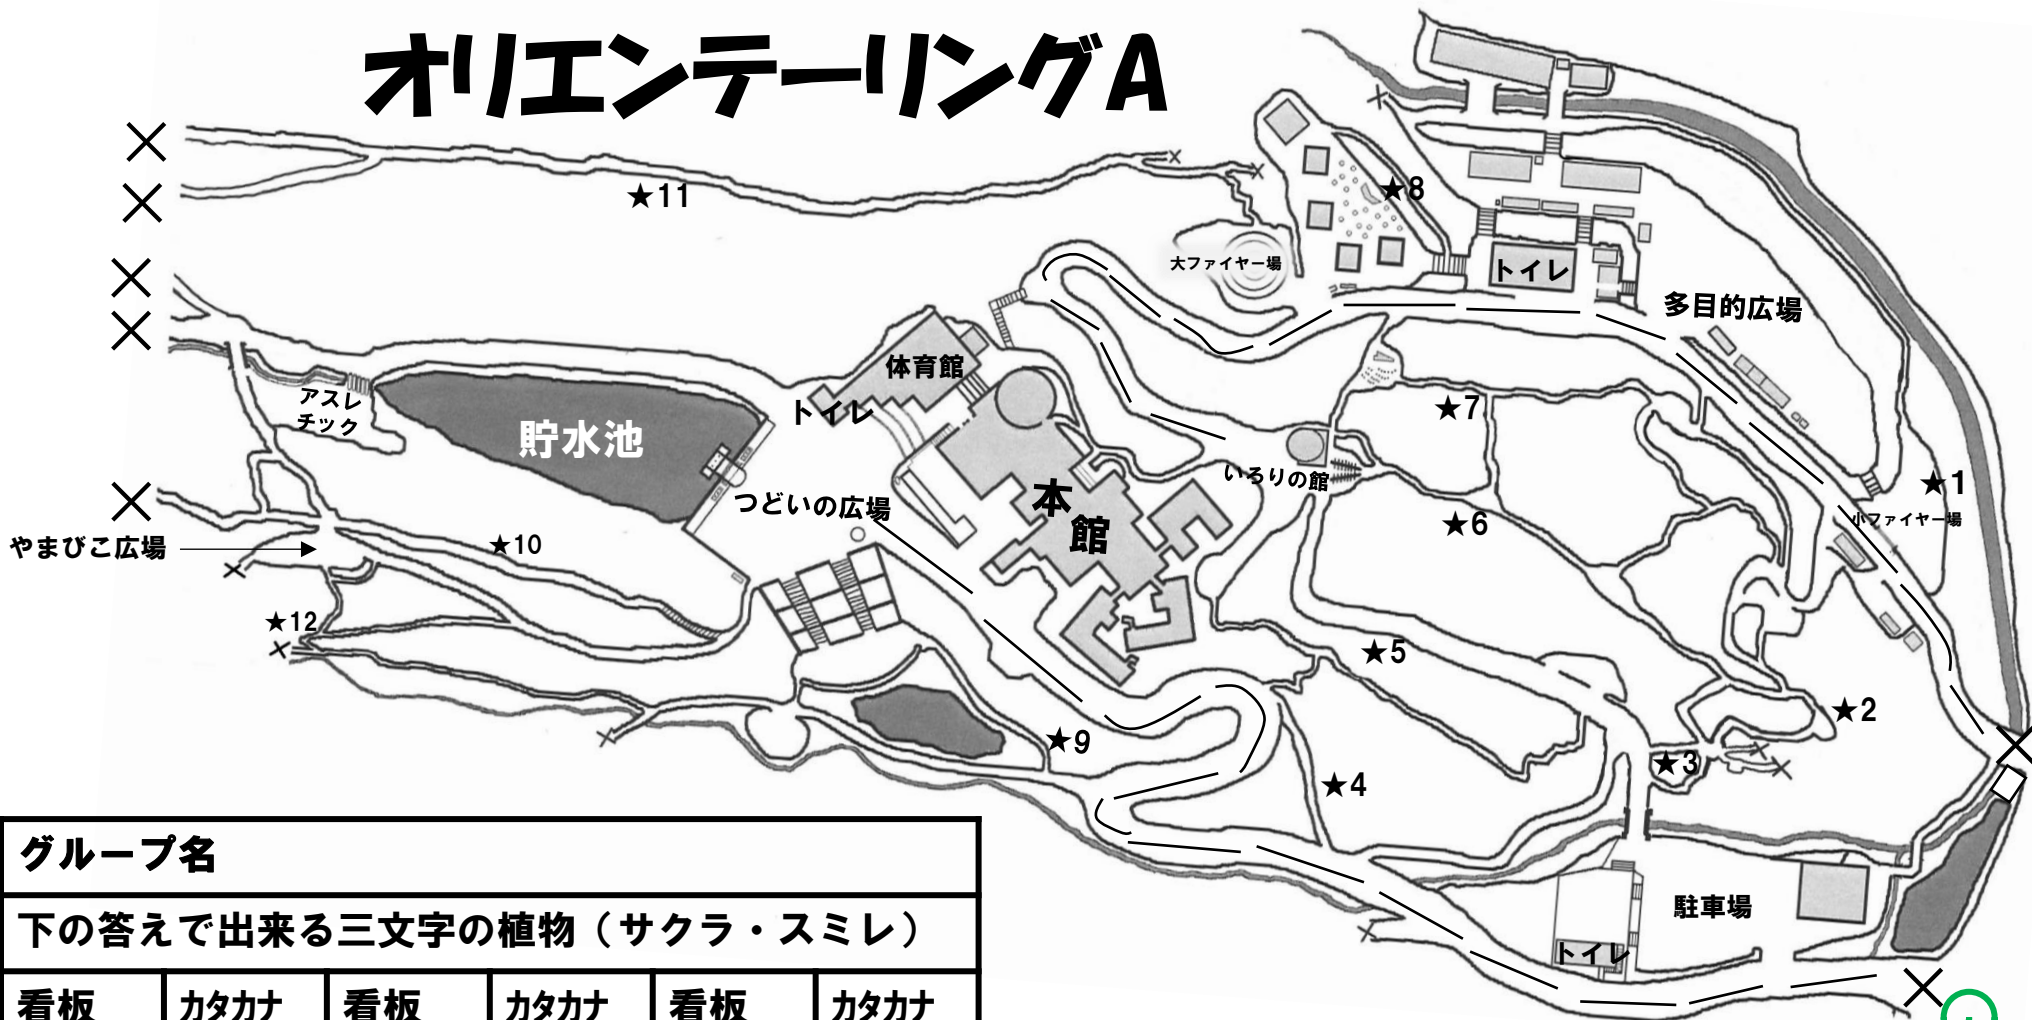 オリエンテーリングA
★11
★8
大ファイヤー場
トイレ
多目的広場
体育館
アスレ
チック
トイレ
★7
貯水池
いろりの館
★1
つどいの広場
本
館
★6
小ファイヤー場
やまびこ広場
★10
★12
★5
★2
★9
★3
★4
駐車場
トイレ
グループ名
下の答えで出来る三文字の植物（サクラ・スミレ）
看板 カタカナ 看板 カタカナ 看板 カタカナ